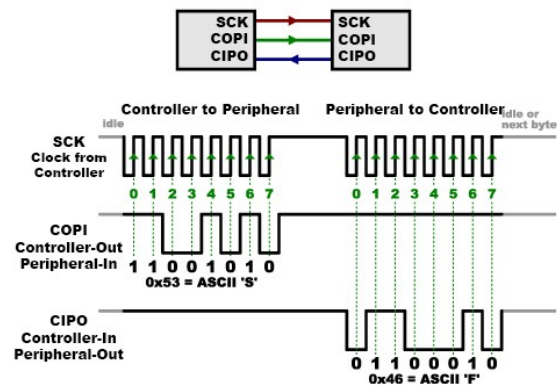 SCK SCK
COPI COPI
CIPO CIPO
Controller to Peripheral Peripheral to Controller
idle
idle or
next byte
SCK
Clock from
Controller
0 1 2 3 4 5 6 7 0 1 2 3 4 5 6 7
COPI
Controller-Out
Peripheral-In
1 1 0 0 1 0 1 0
0x53 = ASCII 'S'
CIPO
Controller-In
Peripheral-Out
0 1 1 0 0 0 1 0
0x46 = ASCII 'F'